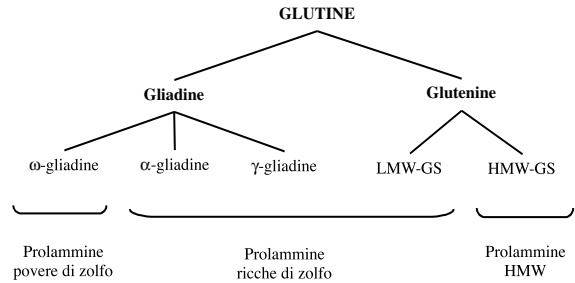 GLUTINE
Gliadine
Glutenine
ω-gliadine
α-gliadine
γ-gliadine
LMW-GS
HMW-GS
Prolammine
povere di zolfo
Prolammine
ricche di zolfo
Prolammine
HMW